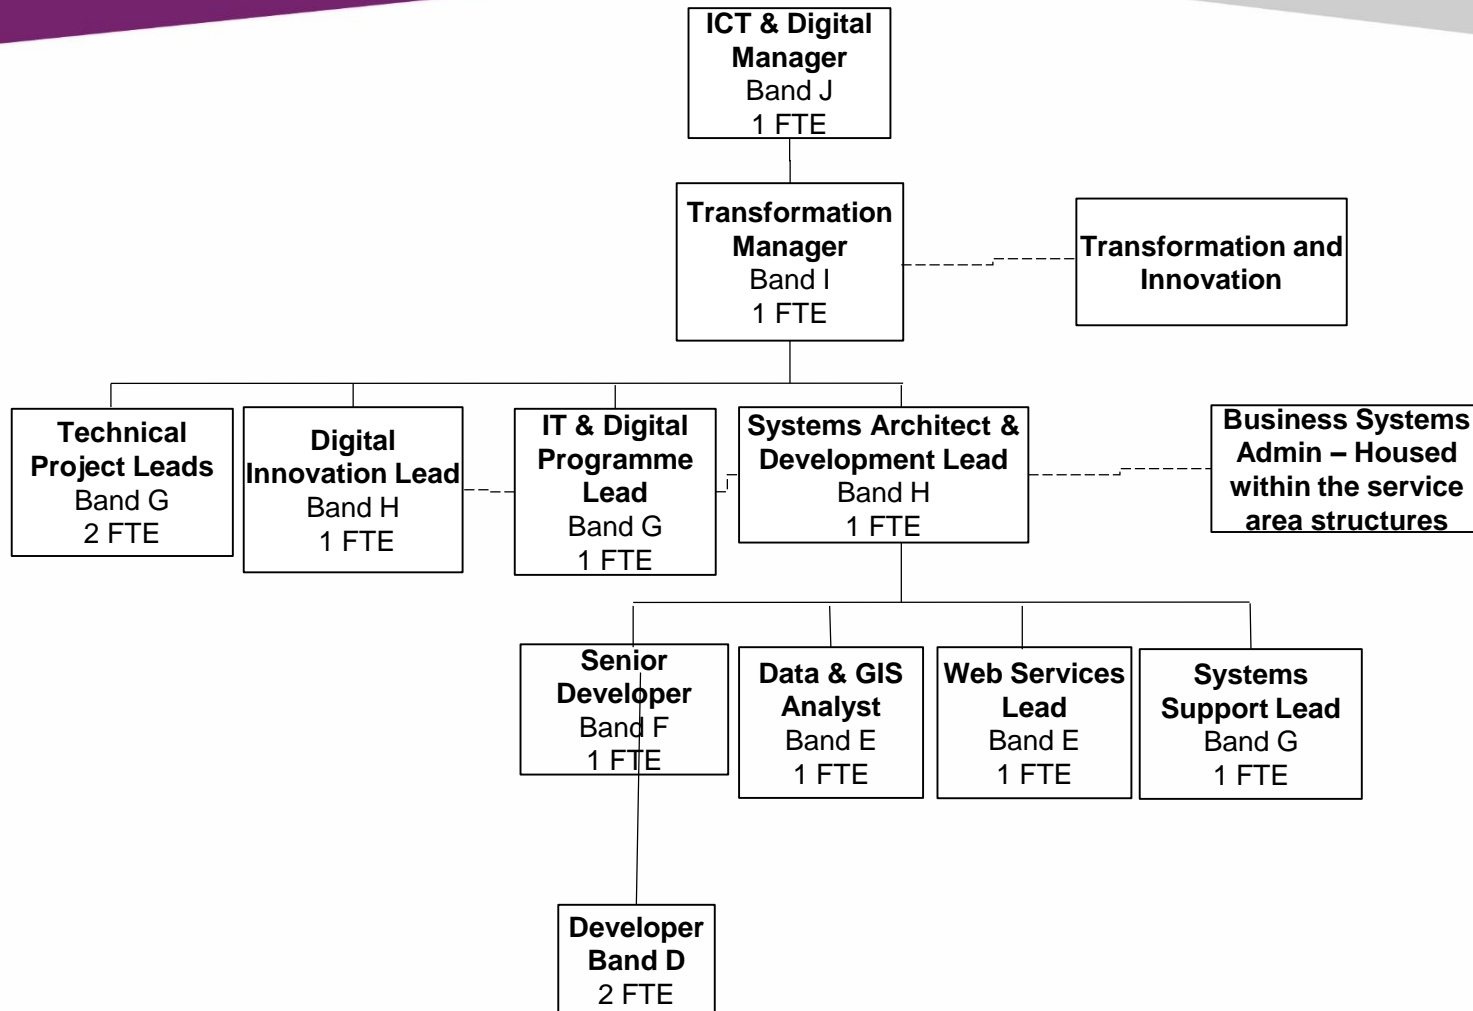 ICT & Digital
Manager
Band J
1 FTE
Transformation
Manager
Band I
1 FTE
Transformation and
Innovation
Technical
Project Leads
Band G
2 FTE
Digital
Innovation Lead
Band H
1 FTE
IT & Digital
Programme
Lead
Band G
1 FTE
Systems Architect &
Development Lead
Band H
1 FTE
Business Systems
Admin – Housed
within the service
area structures
Senior
Developer
Band F
1 FTE
Data & GIS
Analyst
Band E
1 FTE
Web Services
Lead
Band E
1 FTE
Systems
Support Lead
Band G
1 FTE
Developer
Band D
2 FTE